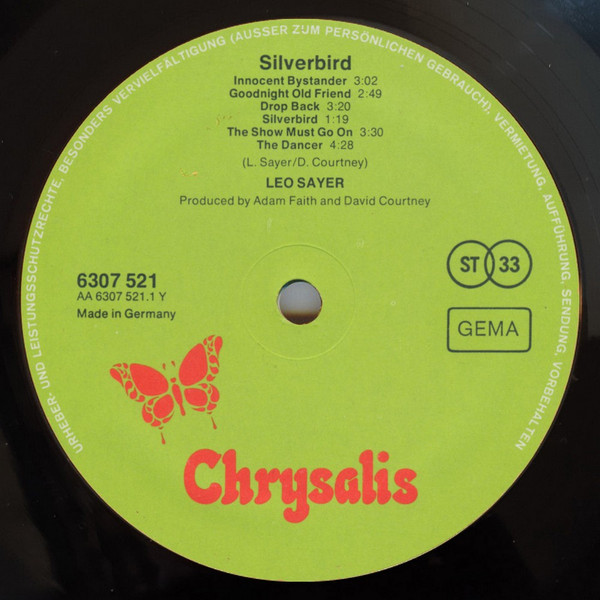 URHEBER- UND LEISTUNGSSCHUTZRECHTE, BESONDERS VERVIELFÄLTIGUNG (AUSSER ZUM PERSÖNLICHEN GEBRAUCH), VERMIETUNG, AUFFÜHRUNG, SENDUNG, VORBEHALTEN
Silverbird
Innocent Bystander 3:02
Goodnight Old Friend 2:49
Drop Back 3:20
Silverbird 1:19
The Show Must Go On 3:30
The Dancer 4:28
(L. Sayer/D. Courtney)
LEO SAYER
Produced by Adam Faith and David Courtney
6307 521
AA 6307 521.1 Y
Made in Germany
ST 33
GEMA
Chrysalis